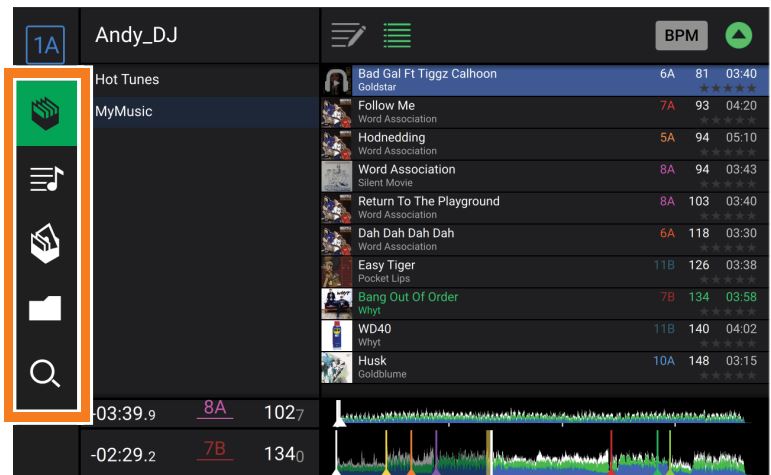 1A
Andy_DJ
BPM
Hot Tunes
MyMusic
Bad Gal Ft Tiggz Calhoon 6A 81 03:40
Goldstar
Follow Me 7A 93 04:20
Word Association
Hodnedding 5A 94 05:10
Word Association
Word Association 8A 94 03:43
Silent Movie
Return To The Playground 8A 103 03:40
Word Association
Dah Dah Dah Dah 6A 118 03:30
Word Association
Easy Tiger 11B 126 03:38
Pocket Lips
Bang Out Of Order 7B 134 03:58
Whyt
WD40 11B 140 04:02
Whyt
Husk 10A 148 03:15
Goldblume
-03:39.9 8A 1027
-02:29.2 7B 1340